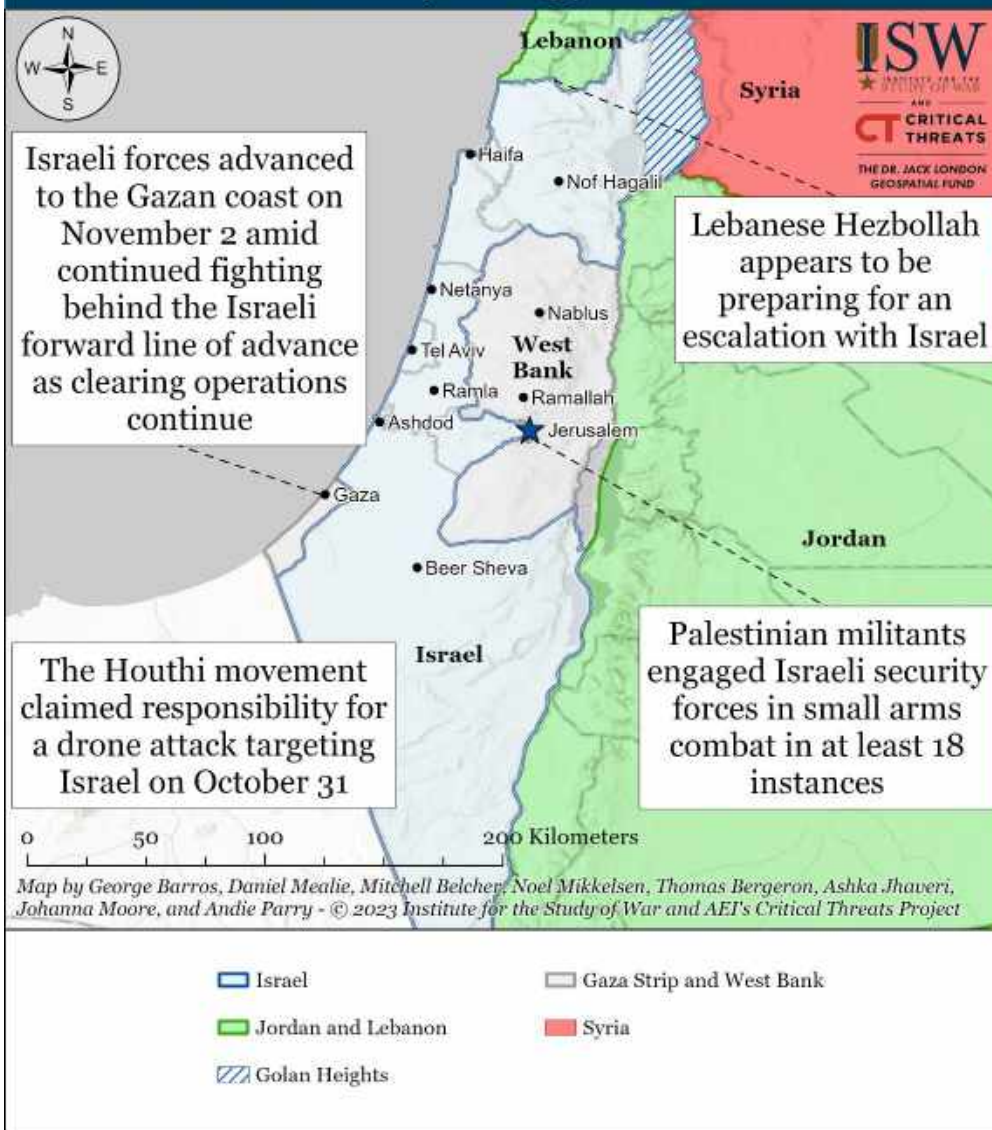 N
W E
S
Lebanon
Syria
ISW
INSTITUTE FOR THE
STUDY OF WAR
AND
CT CRITICAL
THREATS
THE DR. JACK LONDON
GEOSPATIAL FUND
Israeli forces advanced
to the Gazan coast on
November 2 amid
continued fighting
behind the Israeli
forward line of advance
as clearing operations
continue
Haifa
Nof Hagalil
Lebanese Hezbollah
appears to be
preparing for an
escalation with Israel
Netanya
Nablus
Tel Aviv
West
Bank
Ramla
Ramallah
Ashdod
Jerusalem
Gaza
Jordan
Beer Sheva
Israel
The Houthi movement
claimed responsibility for
a drone attack targeting
Israel on October 31
Palestinian militants
engaged Israeli security
forces in small arms
combat in at least 18
instances
0 50 100 200 Kilometers
Map by George Barros, Daniel Mealie, Mitchell Belcher, Noel Mikkelsen, Thomas Bergeron, Ashka Jhaveri,
Johanna Moore, and Andie Parry - © 2023 Institute for the Study of War and AEI's Critical Threats Project
Israel
Gaza Strip and West Bank
Jordan and Lebanon
Syria
Golan Heights